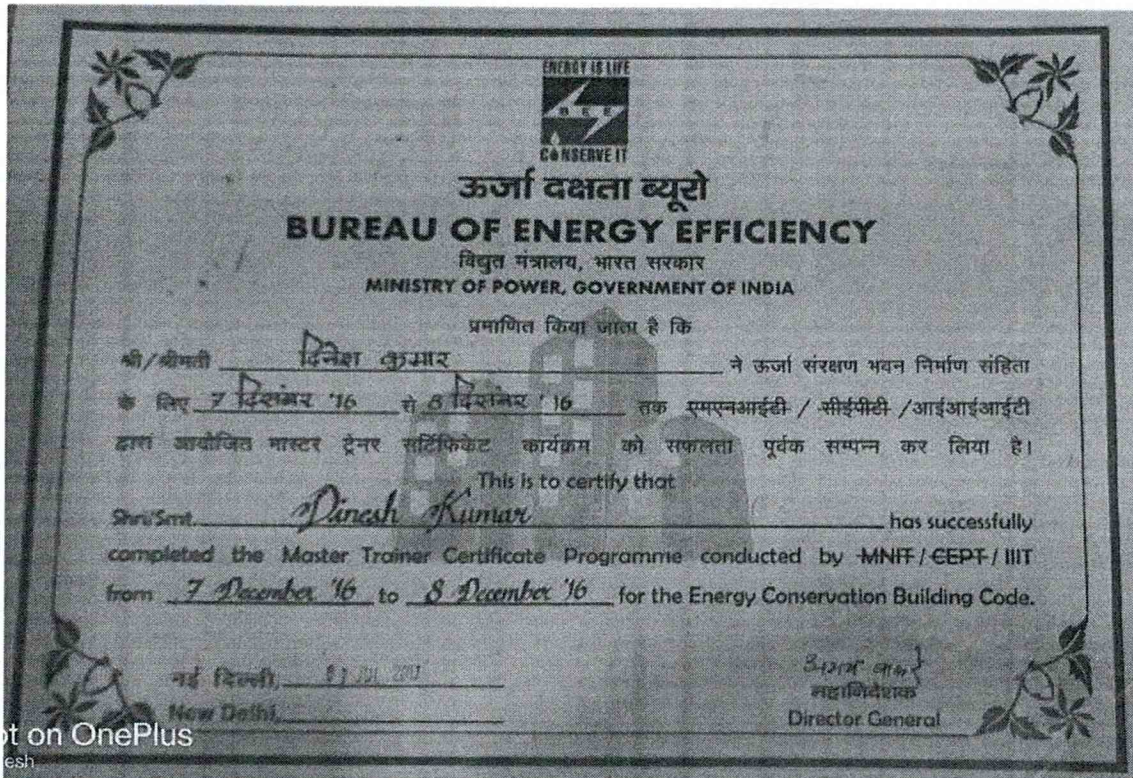 ENERGY IS LIFE
BEE
CONSERVE IT
ऊर्जा दक्षता ब्यूरो
BUREAU OF ENERGY EFFICIENCY
विद्युत मंत्रालय, भारत सरकार
MINISTRY OF POWER, GOVERNMENT OF INDIA
प्रमाणित किया जाता है कि
श्री/श्रीमती दिनेश कुमार ने ऊर्जा संरक्षण भवन निर्माण संहिता
के लिए 7 दिसंबर '16 से 8 दिसंबर '16 तक एमएनआईटी / सीईपीटी /आईआईआईटी
द्वारा आयोजित मास्टर ट्रेनर सर्टिफिकेट कार्यक्रम को सफलता पूर्वक सम्पन्न कर लिया है।
This is to certify that
Shri/Smt. Dinesh Kumar has successfully
completed the Master Trainer Certificate Programme conducted by MNIT / CEPT / IIIT
from 7 December '16 to 8 December '16 for the Energy Conservation Building Code.
नई दिल्ली,
New Delhi,
महानिदेशक
Director General
ot on OnePlus
esh